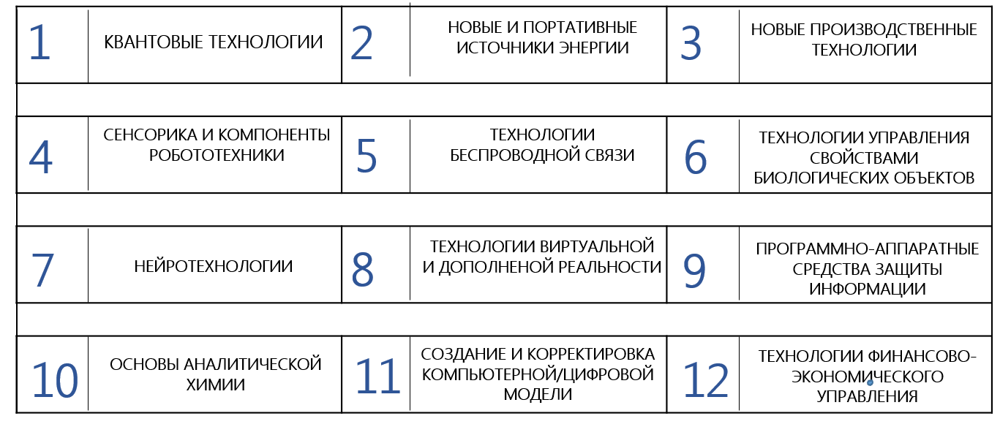 1
КВАНТОВЫЕ ТЕХНОЛОГИИ
2
НОВЫЕ И ПОРТАТИВНЫЕ
ИСТОЧНИКИ ЭНЕРГИИ
3
НОВЫЕ ПРОИЗВОДСТВЕННЫЕ
ТЕХНОЛОГИИ
4
СЕНСОРИКА И КОМПОНЕНТЫ
РОБОТОТЕХНИКИ
5
ТЕХНОЛОГИИ
БЕСПРОВОДНОЙ СВЯЗИ
6
ТЕХНОЛОГИИ УПРАВЛЕНИЯ
СВОЙСТВАМИ
БИОЛОГИЧЕСКИХ ОБЪЕКТОВ
7
НЕЙРОТЕХНОЛОГИИ
8
ТЕХНОЛОГИИ ВИРТУАЛЬНОЙ
И ДОПОЛНЕНОЙ РЕАЛЬНОСТИ
9
ПРОГРАММНО-АППАРАТНЫЕ
СРЕДСТВА ЗАЩИТЫ
ИНФОРМАЦИИ
10
ОСНОВЫ АНАЛИТИЧЕСКОЙ
ХИМИИ
11
СОЗДАНИЕ И КОРРЕКТИРОВКА
КОМПЬЮТЕРНОЙ/ЦИФРОВОЙ
МОДЕЛИ
12
ТЕХНОЛОГИИ ФИНАНСОВО-
ЭКОНОМИЧЕСКОГО
УПРАВЛЕНИЯ